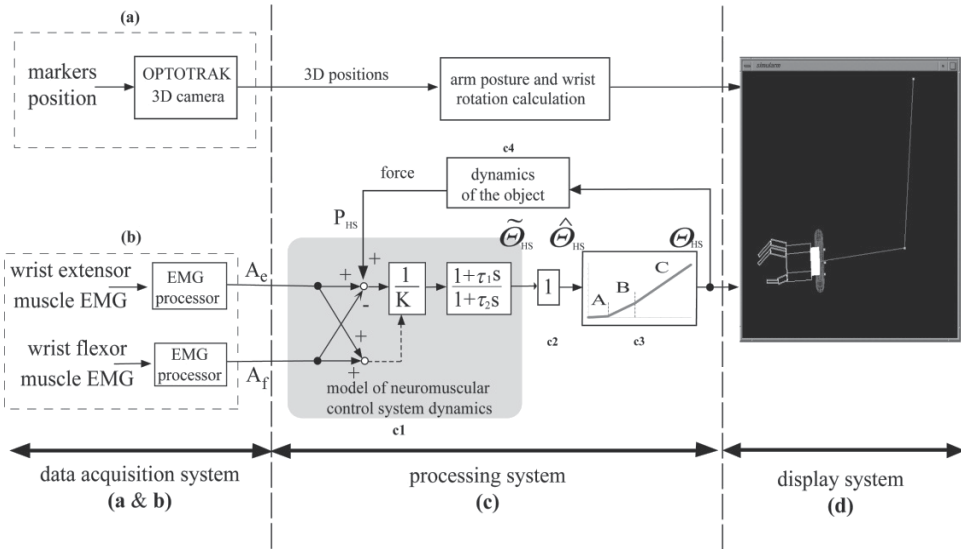 (a)
markers
position
OPTOTRAK
3D camera
3D positions
arm posture and wrist
rotation calculation
simularm
c4
dynamics
of the object
force
P_HS
(b)
wrist extensor
muscle EMG
EMG
processor
A_e
wrist flexor
muscle EMG
EMG
processor
A_f
+
+
-
+
+
1
K
1+τ₁s
1+τ₂s
Θ̃_HS
Θ̂_HS
Θ_HS
1
c2
A
B
C
c3
model of neuromuscular
control system dynamics
c1
data acquisition system
(a & b)
processing system
(c)
display system
(d)